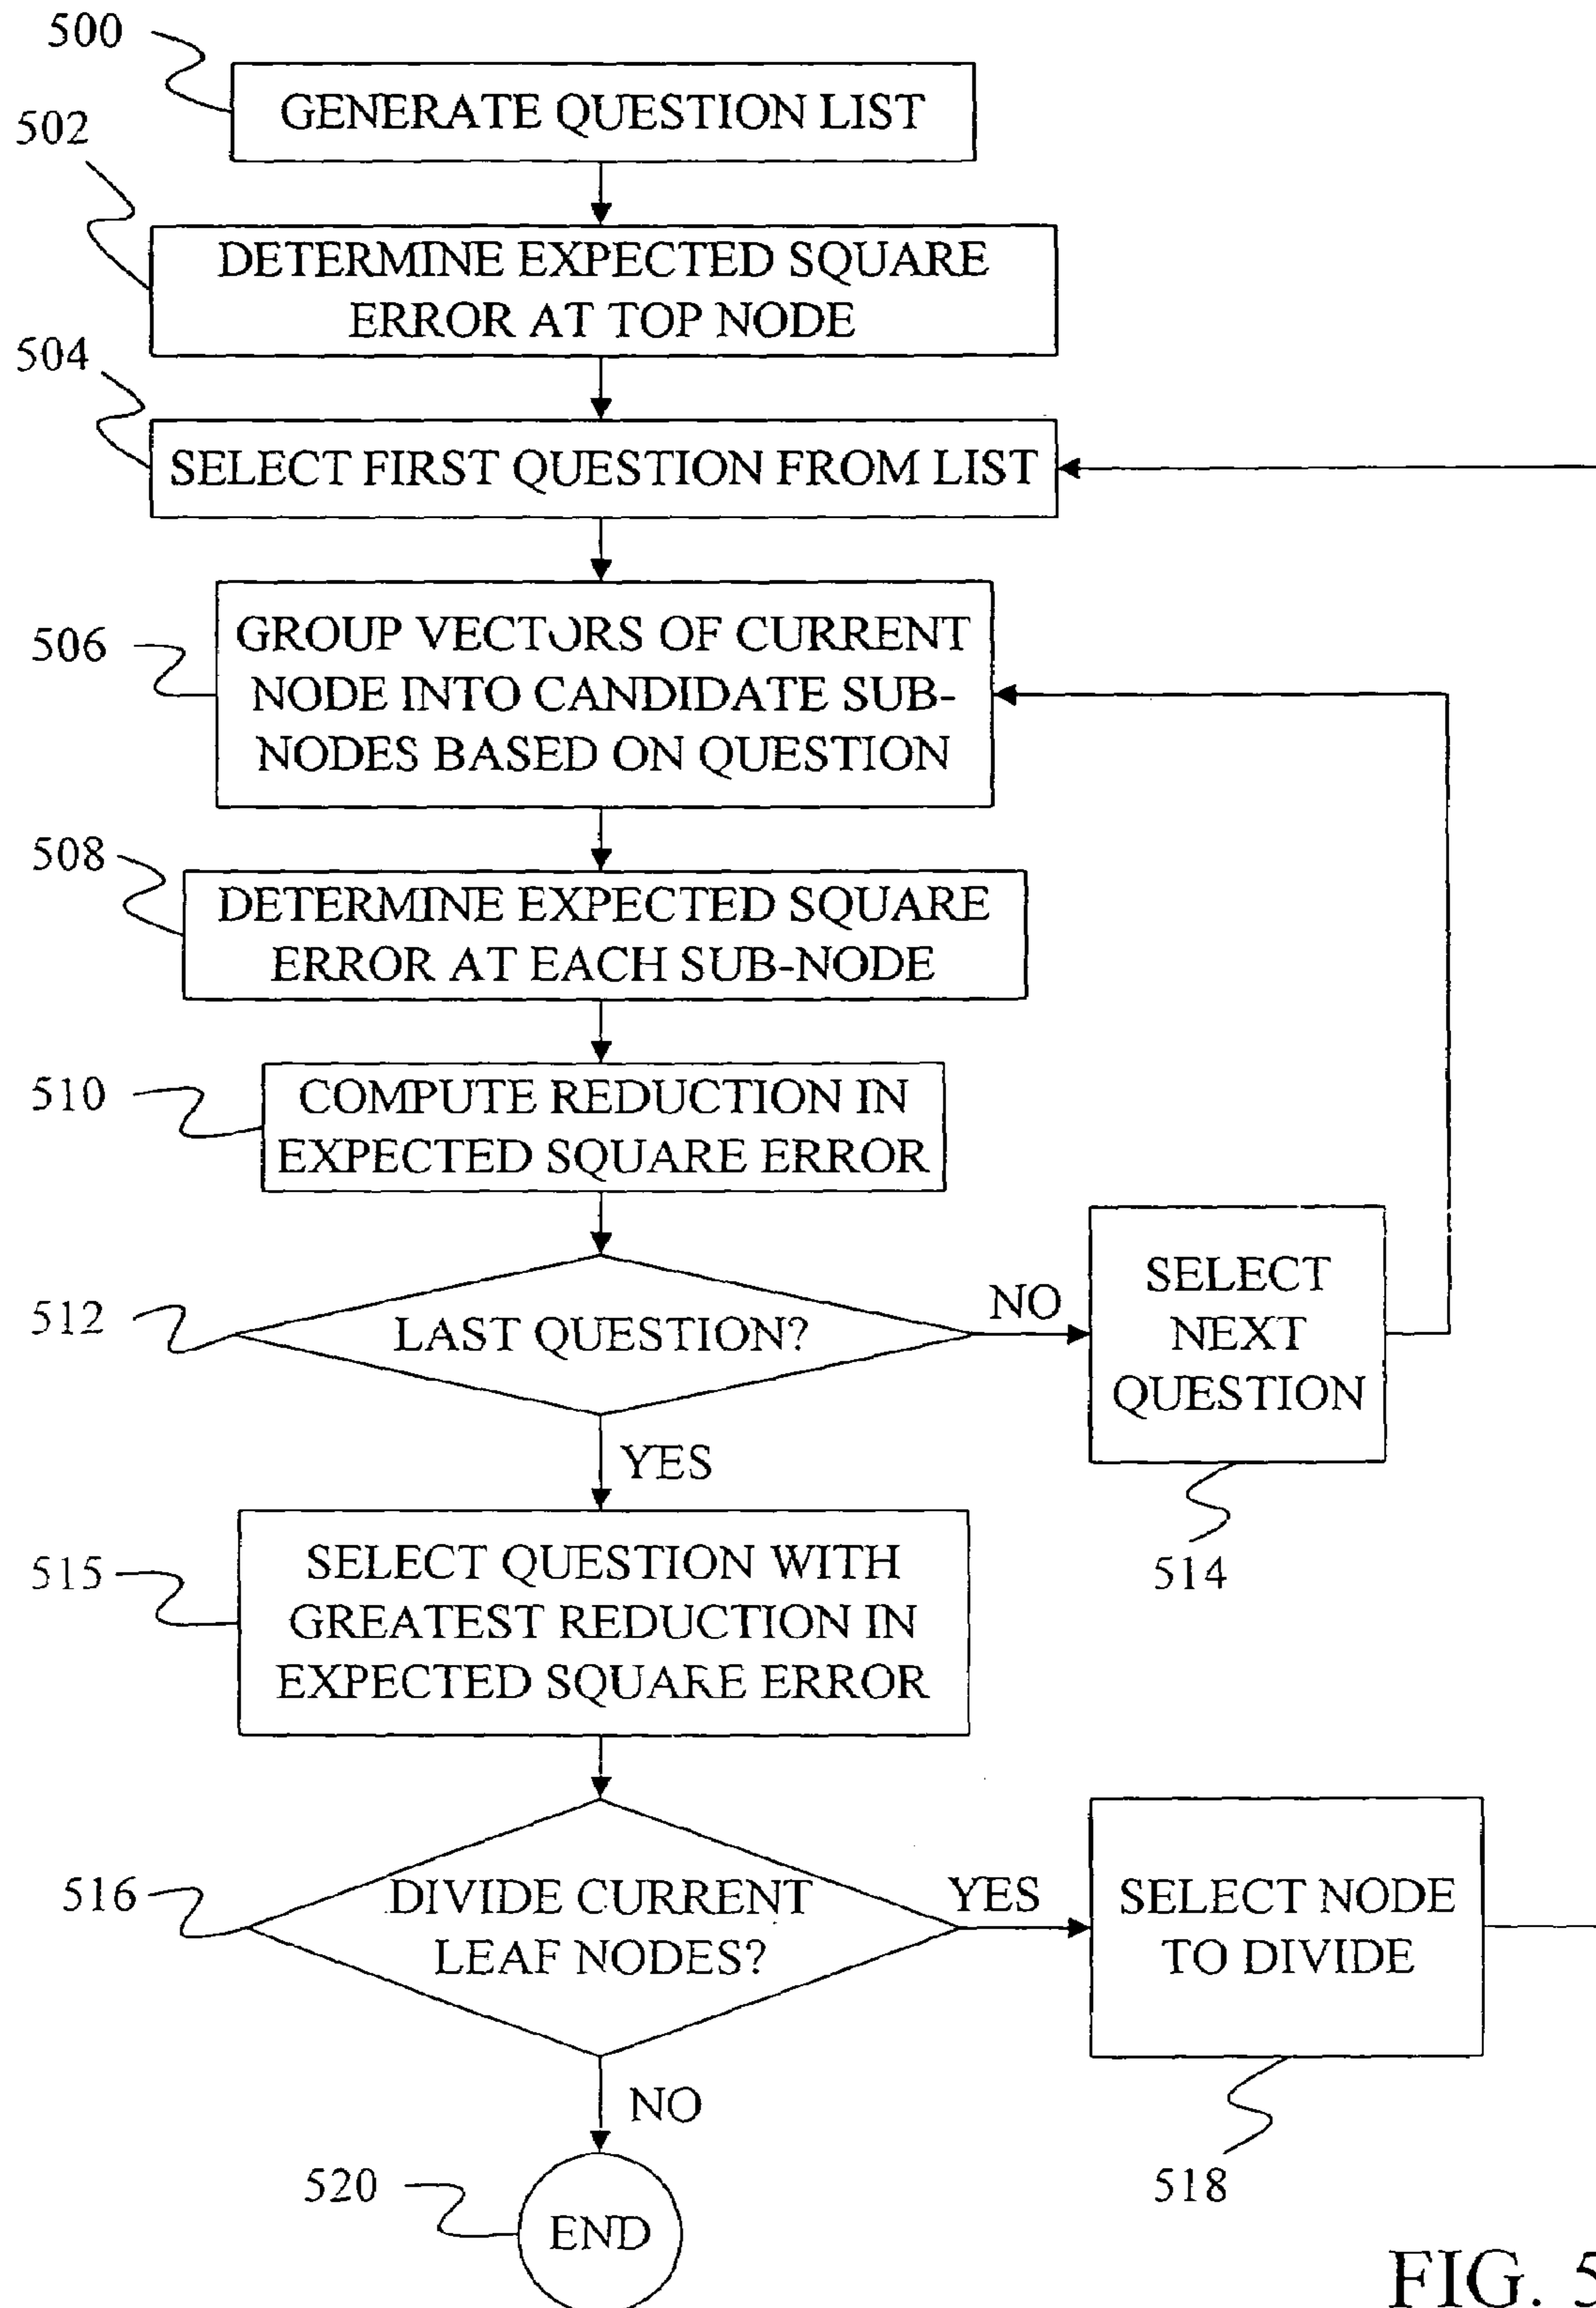 500
GENERATE QUESTION LIST
502
DETERMINE EXPECTED SQUARE
ERROR AT TOP NODE
504
SELECT FIRST QUESTION FROM LIST
506
GROUP VECTORS OF CURRENT
NODE INTO CANDIDATE SUB-
NODES BASED ON QUESTION
508
DETERMINE EXPECTED SQUARE
ERROR AT EACH SUB-NODE
510
COMPUTE REDUCTION IN
EXPECTED SQUARE ERROR
512
LAST QUESTION?
NO
SELECT
NEXT
QUESTION
514
YES
515
SELECT QUESTION WITH
GREATEST REDUCTION IN
EXPECTED SQUARE ERROR
516
DIVIDE CURRENT
LEAF NODES?
YES
SELECT NODE
TO DIVIDE
518
NO
520
END
FIG. 5